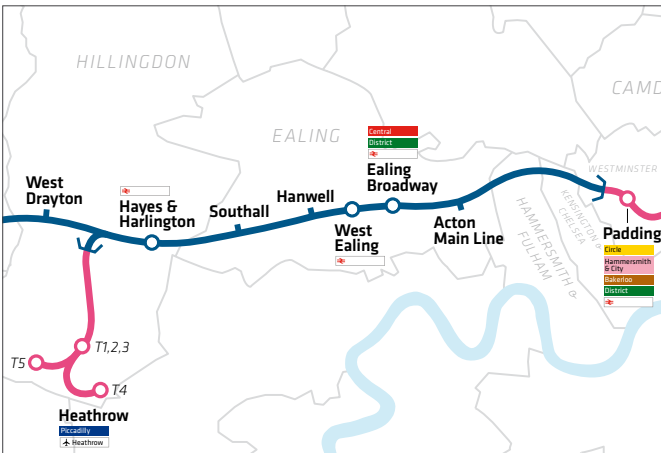 HILLINGDON
CAMD
EALING
Central
District
WESTMINSTER
West
Drayton
Hayes &
Harlington
Southall
Hanwell
Ealing
Broadway
West
Ealing
Acton
Main Line
HAMMERSMITH &
FULHAM
KENSINGTON &
CHELSEA
Padding
Circle
Hammersmith
& City
Bakerloo
District
T1,2,3
T5
T4
Heathrow
Piccadilly
Heathrow